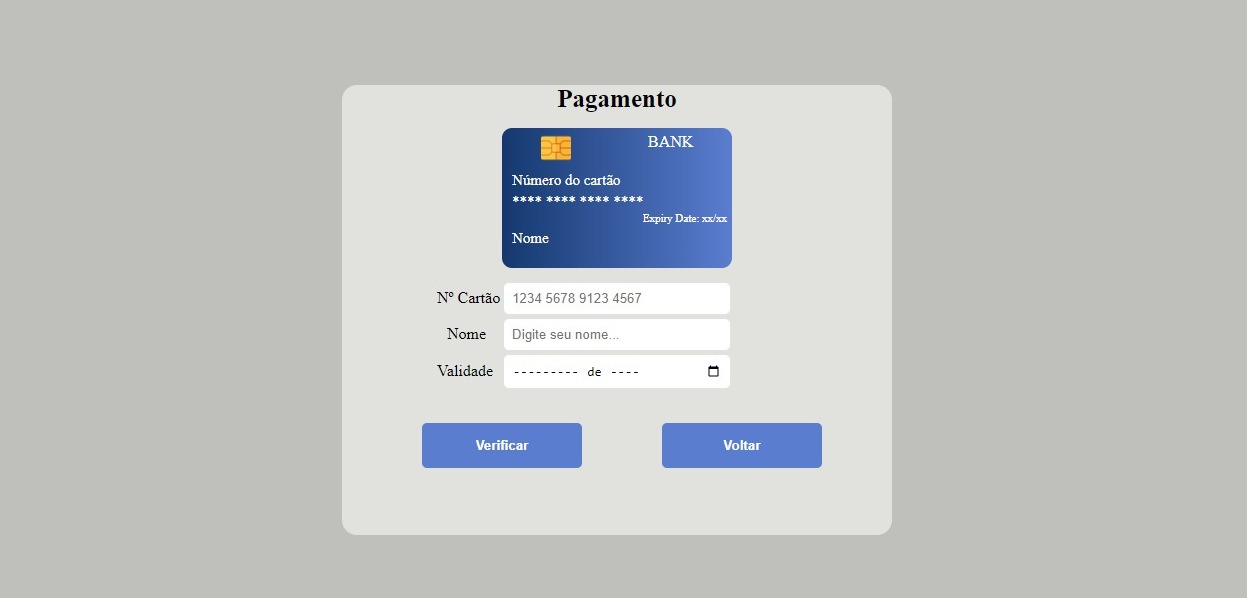 Pagamento
BANK
Número do cartão
**** **** **** ****
Expiry Date: xx/xx
Nome
Nº Cartão 1234 5678 9123 4567
Nome Digite seu nome...
Validade --------- de ----
Verificar Voltar